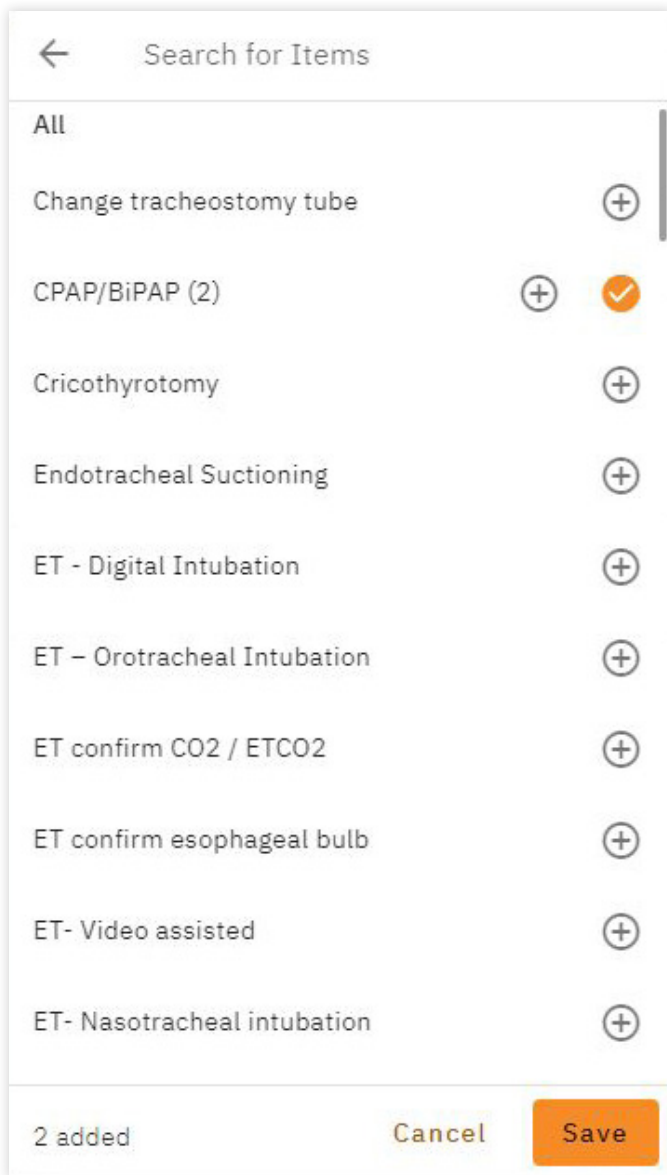 Search for Items
All
Change tracheostomy tube
CPAP/BiPAP (2)
Cricothyrotomy
Endotracheal Suctioning
ET - Digital Intubation
ET – Orotracheal Intubation
ET confirm CO2 / ETCO2
ET confirm esophageal bulb
ET- Video assisted
ET- Nasotracheal intubation
2 added Cancel Save